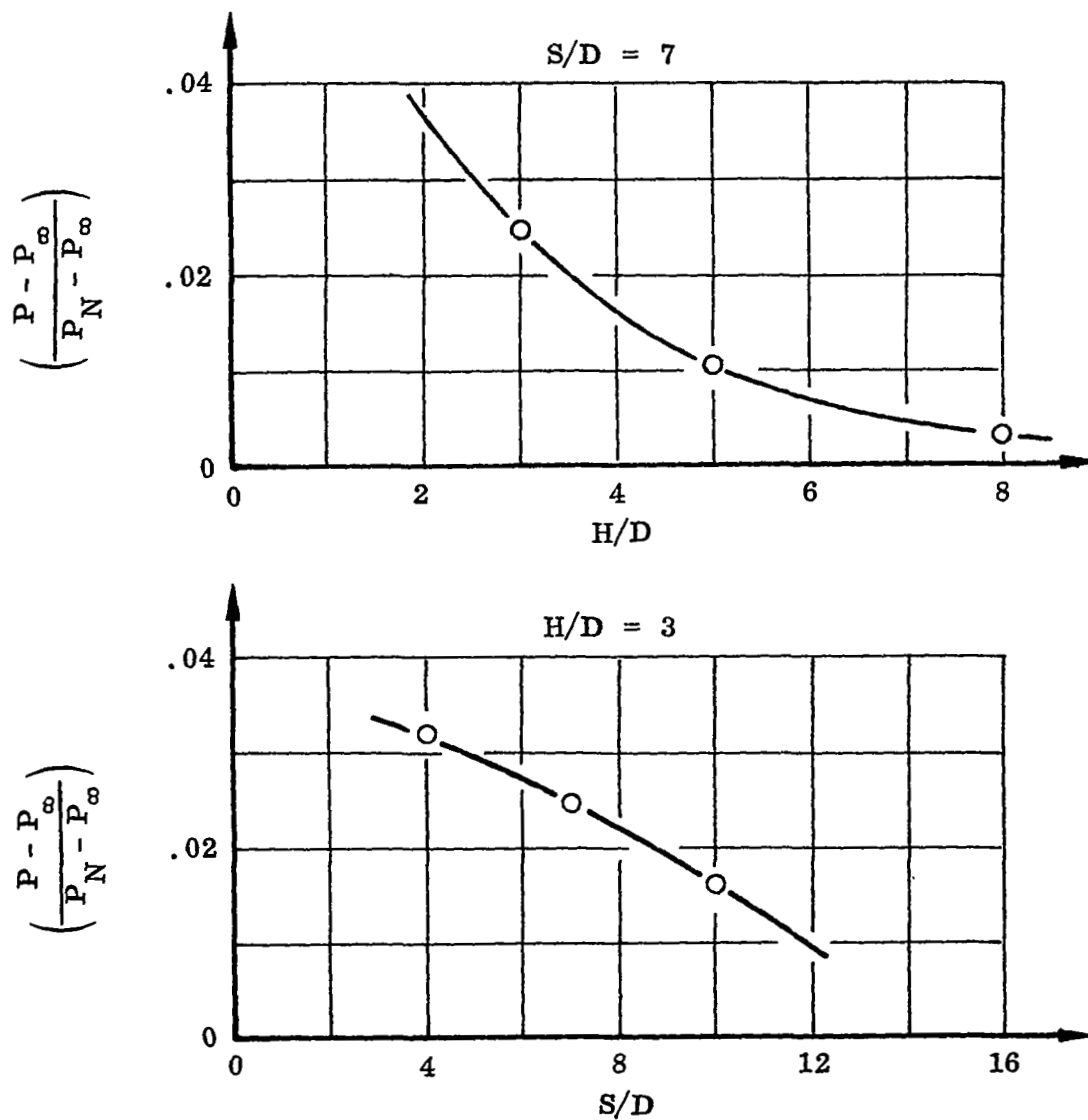 S/D = 7
.04
.02
0
(P - P∞ / P_N - P∞)
0 2 4 6 8
H/D
H/D = 3
.04
.02
0
(P - P∞ / P_N - P∞)
0 4 8 12 16
S/D